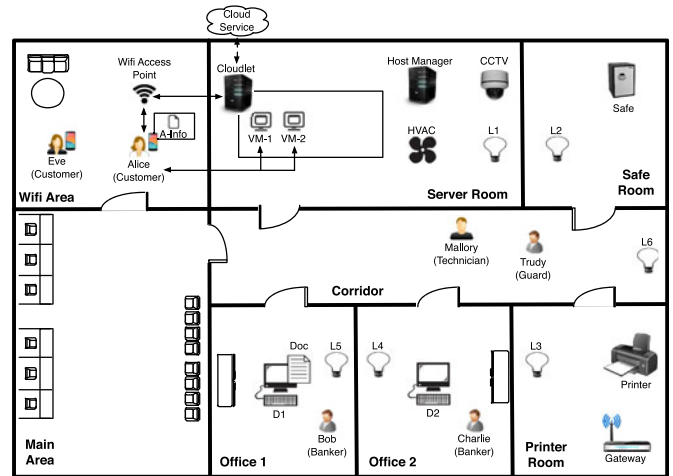 Cloud
Service
Wifi Access
Point
Cloudlet
Host Manager
CCTV
Safe
A-Info
VM-1
VM-2
HVAC
L1
L2
Eve
(Customer)
Alice
(Customer)
Wifi Area
Server Room
Safe
Room
Mallory
(Technician)
Trudy
(Guard)
L6
Corridor
Doc
L5
L4
L3
Printer
D1
D2
Bob
(Banker)
Charlie
(Banker)
Main
Area
Office 1
Office 2
Printer
Room
Gateway